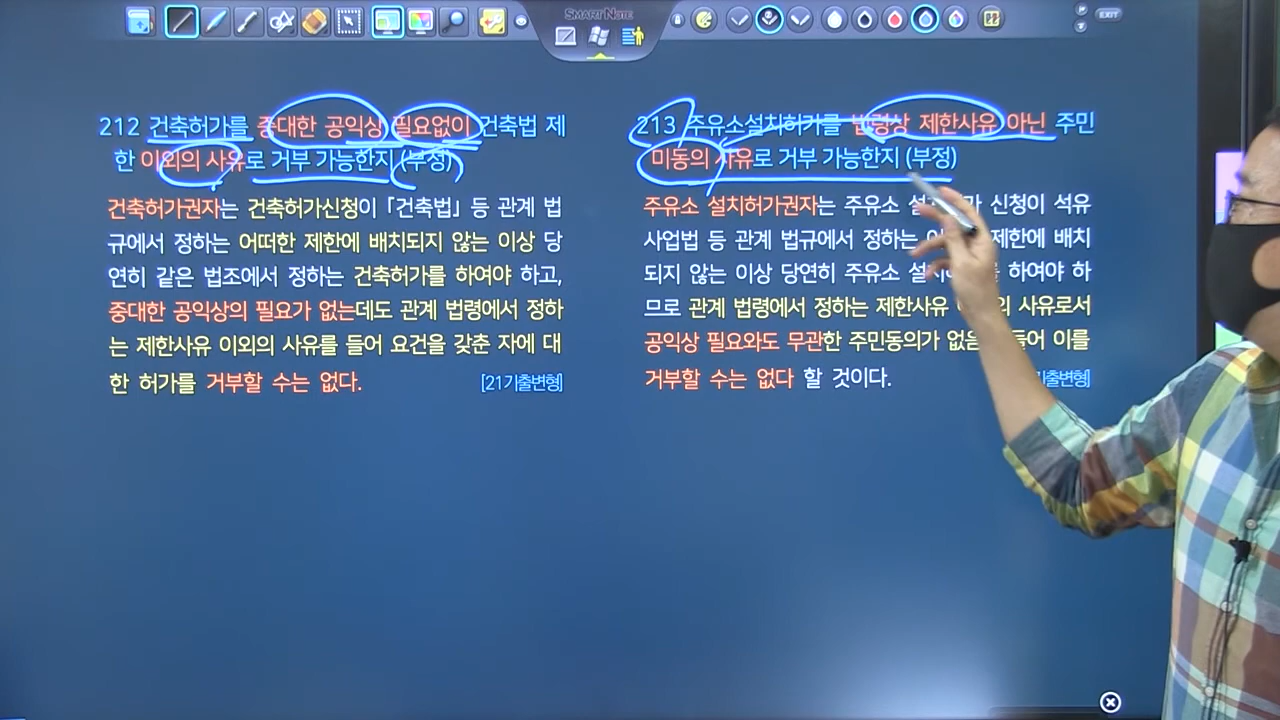 SMART NOTE
EXIT
212 건축허가를 중대한 공익상 필요없이 건축법 제
한 이외의 사유로 거부 가능한지 (부정)
건축허가권자는 건축허가신청이 「건축법」 등 관계 법
규에서 정하는 어떠한 제한에 배치되지 않는 이상 당
연히 같은 법조에서 정하는 건축허가를 하여야 하고,
중대한 공익상의 필요가 없는데도 관계 법령에서 정하
는 제한사유 이외의 사유를 들어 요건을 갖춘 자에 대
한 허가를 거부할 수는 없다. [21기출변형]
213 주유소설치허가를 법령상 제한사유 아닌 주민
미동의 사유로 거부 가능한지 (부정)
주유소 설치허가권자는 주유소 신청이 석유
사업법 등 관계 법규에서 정하는 제한에 배치
되지 않는 이상 당연히 주유소 하여야 하
므로 관계 법령에서 정하는 제한사유 사유로서
공익상 필요와도 무관한 주민동의가 이를
거부할 수는 없다 할 것이다. 기출변형]